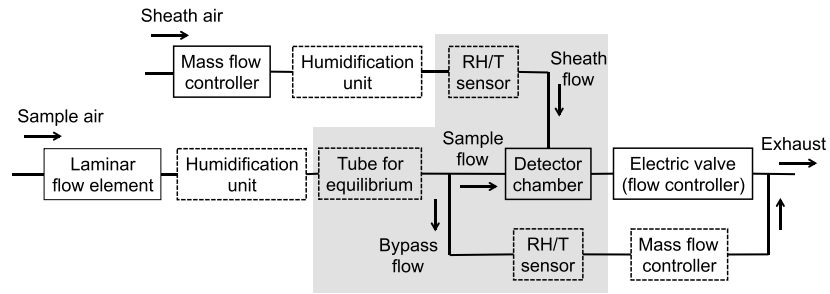 Sheath air
Mass flow
controller
Humidification
unit
RH/T
sensor
Sheath
flow
Sample air
Laminar
flow element
Humidification
unit
Tube for
equilibrium
Sample
flow
Detector
chamber
Electric valve
(flow controller)
Exhaust
Bypass
flow
RH/T
sensor
Mass flow
controller